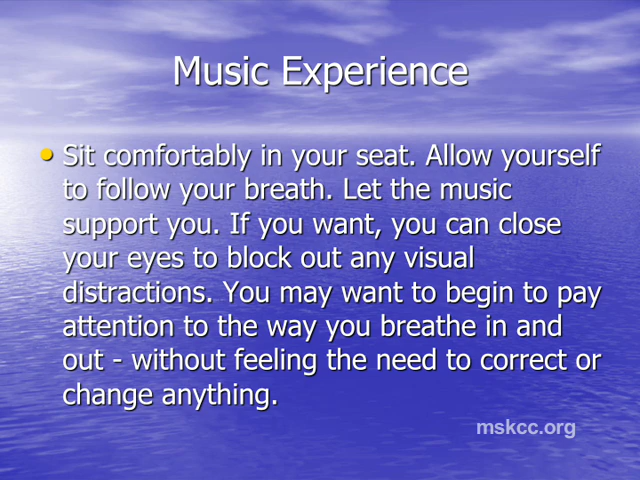 Music Experience
• Sit comfortably in your seat. Allow yourself
to follow your breath. Let the music
support you. If you want, you can close
your eyes to block out any visual
distractions. You may want to begin to pay
attention to the way you breathe in and
out - without feeling the need to correct or
change anything.
mskcc.org